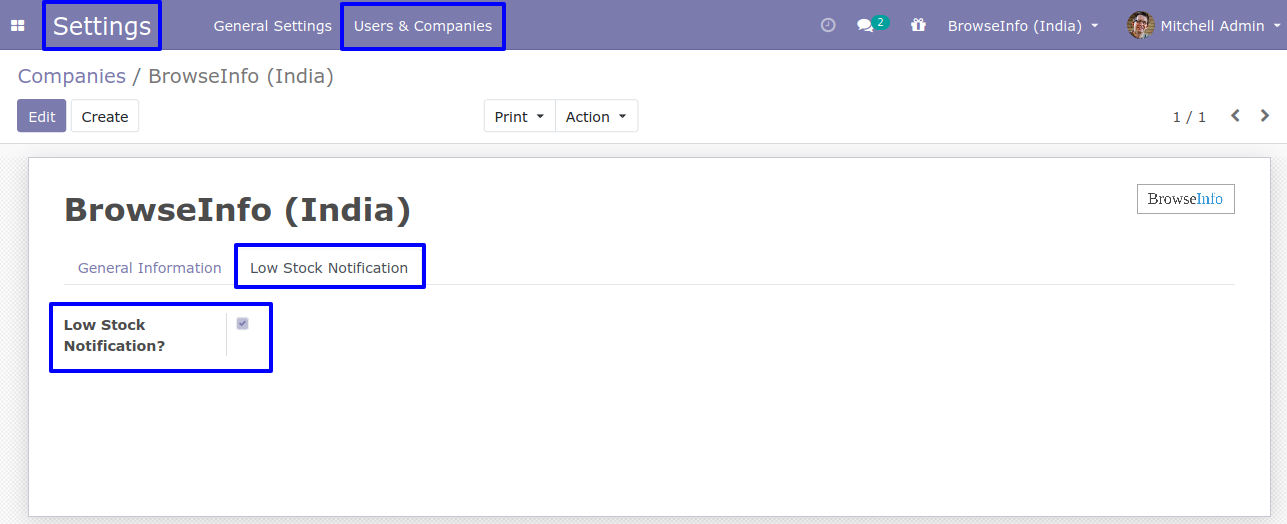 Settings General Settings Users & Companies 2 BrowseInfo (India) Mitchell Admin
Companies / BrowseInfo (India)
Edit Create Print Action 1 / 1
BrowseInfo (India) BrowseInfo
General Information Low Stock Notification
Low Stock
Notification?